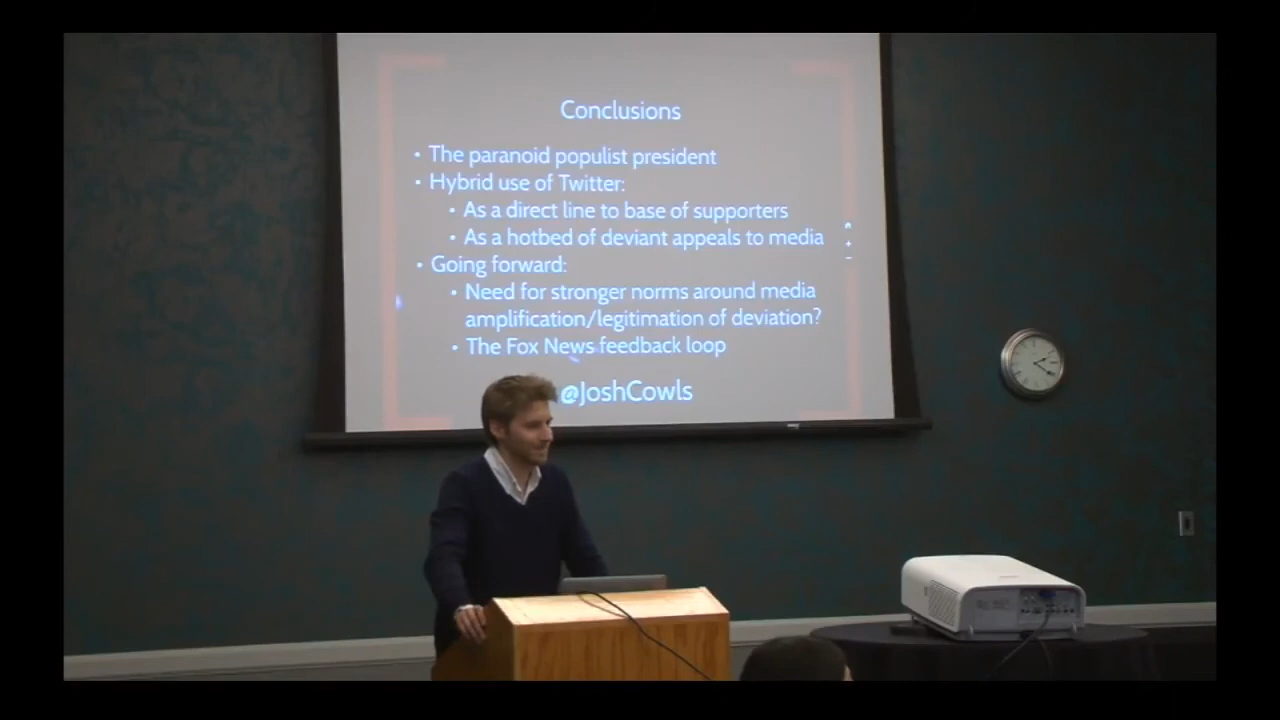 Conclusions
• The paranoid populist president
• Hybrid use of Twitter:
• As a direct line to base of supporters
• As a hotbed of deviant appeals to media
• Going forward:
• Need for stronger norms around media
amplification/legitimation of deviation?
• The Fox News feedback loop
@JoshCowls